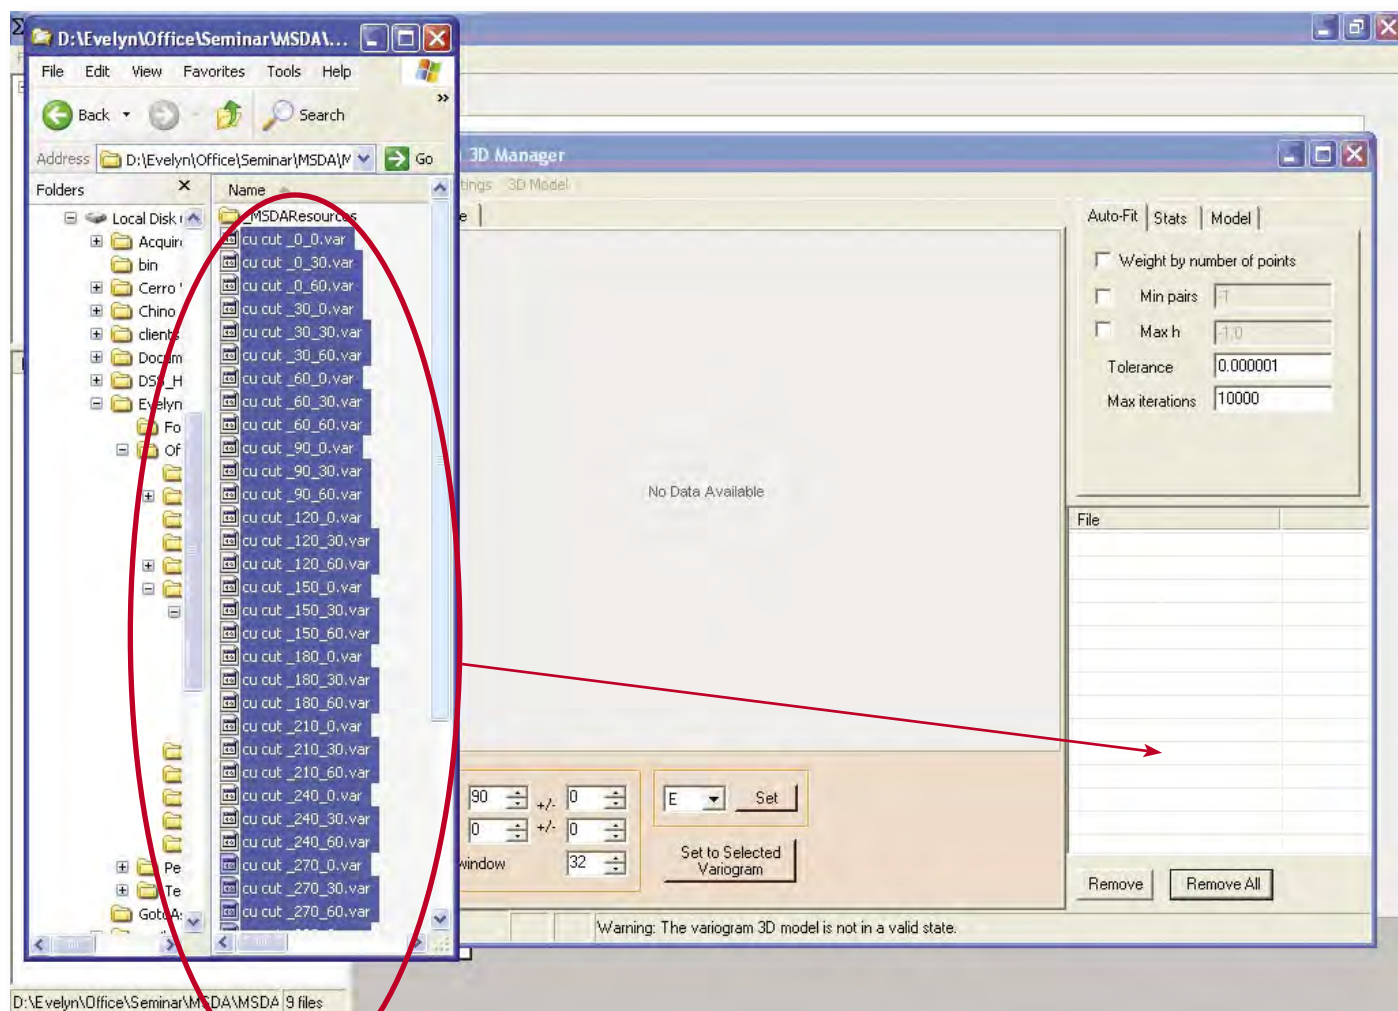 D:\Evelyn\Office\Seminar\MSDA\...
File Edit View Favorites Tools Help
Back Search
Address D:\Evelyn\Office\Seminar\MSDA\M Go
Folders
Local Disk
Acquir
bin
Cerro
Chino
clients
Docum
DSS_H
Evelyn
Fo
Of
Pe
Te
GotoA
Name
_MSDAResources
cu cut _0_0.var
cu cut _0_30.var
cu cut _0_60.var
cu cut _30_0.var
cu cut _30_30.var
cu cut _30_60.var
cu cut _60_0.var
cu cut _60_30.var
cu cut _60_60.var
cu cut _90_0.var
cu cut _90_30.var
cu cut _90_60.var
cu cut _120_0.var
cu cut _120_30.var
cu cut _120_60.var
cu cut _150_0.var
cu cut _150_30.var
cu cut _150_60.var
cu cut _180_0.var
cu cut _180_30.var
cu cut _180_60.var
cu cut _210_0.var
cu cut _210_30.var
cu cut _210_60.var
cu cut _240_0.var
cu cut _240_30.var
cu cut _240_60.var
cu cut _270_0.var
cu cut _270_30.var
cu cut _270_60.var
D:\Evelyn\Office\Seminar\MSDA\MSDA 9 files
3D Manager
tings 3D Model
e
No Data Available
90 +/- 0
0 +/- 0
window 32
E Set
Set to Selected
Variogram
Warning: The variogram 3D model is not in a valid state.
Auto-Fit Stats Model
Weight by number of points
Min pairs -1
Max h -1.0
Tolerance 0.000001
Max iterations 10000
File
Remove Remove All